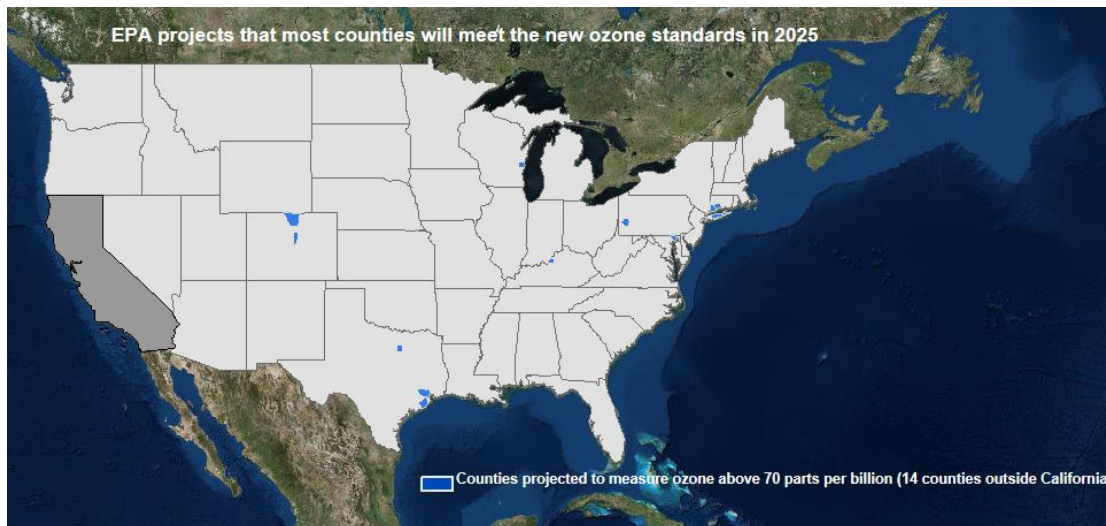 EPA projects that most counties will meet the new ozone standards in 2025
Counties projected to measure ozone above 70 parts per billion (14 counties outside California